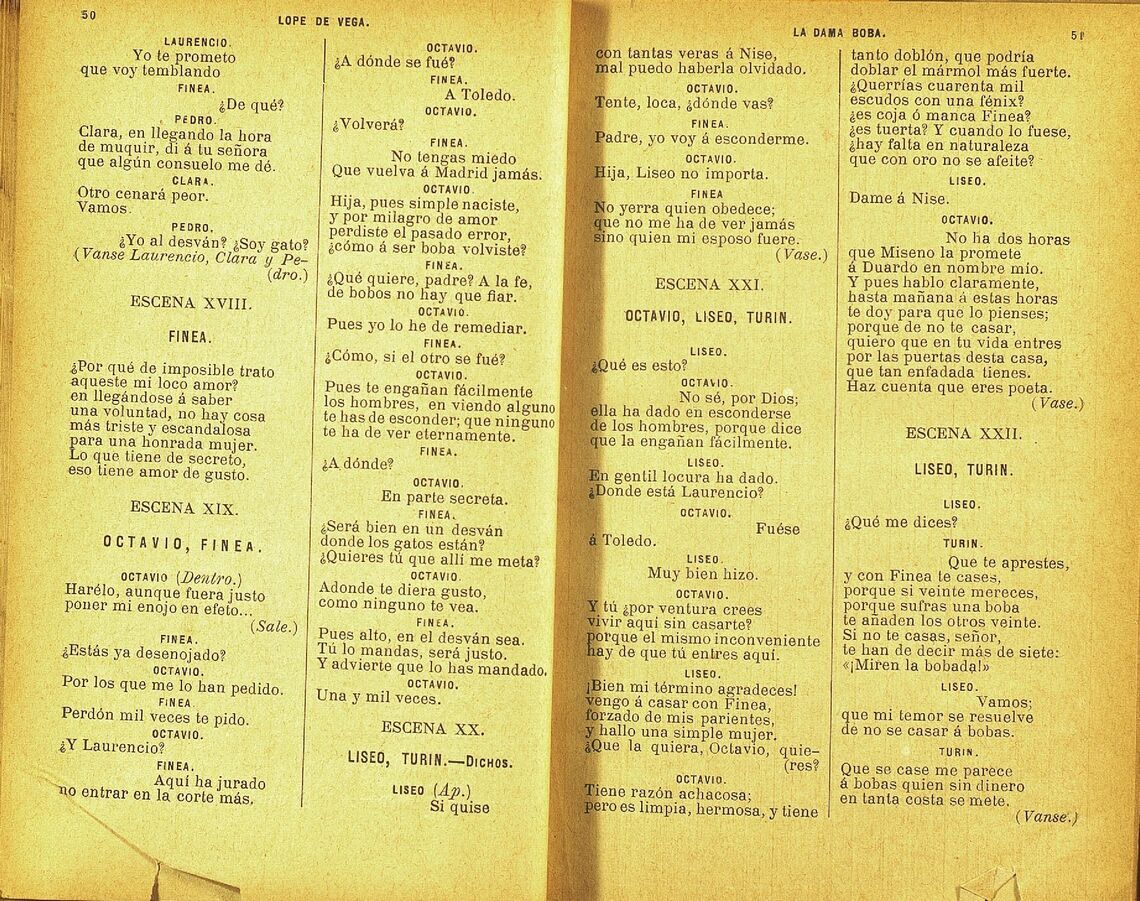 50
LOPE DE VEGA.
LAURENCIO.
Yo te prometo
que voy temblando
FINEA.
¿De qué?
PEDRO.
Clara, en llegando la hora
de muquir, di á tu señora
que algún consuelo me dé.
CLARA.
Otro cenará peor.
Vamos.
PEDRO.
¿Yo al desván? ¿Soy gato?
(Vanse Laurencio, Clara y Pe-
(dro.)
ESCENA XVIII.
FINEA.
¿Por qué de imposible trato
aqueste mi loco amor?
en llegándose á saber
una voluntad, no hay cosa
más triste y escandalosa
para una honrada mujer.
Lo que tiene de secreto,
eso tiene amor de gusto.
ESCENA XIX.
OCTAVIO, FINEA.
OCTAVIO (Dentro.)
Harélo, aunque fuera justo
poner mi enojo en efeto...
(Sale.)
FINEA.
¿Estás ya desenojado?
OCTAVIO.
Por los que me lo han pedido.
FINEA.
Perdón mil veces te pido.
OCTAVIO.
¿Y Laurencio?
FINEA.
Aquí ha jurado
no entrar en la corte más.
OCTAVIO.
¿A dónde se fué?
FINEA.
A Toledo.
OCTAVIO.
¿Volverá?
FINEA.
No tengas miedo
Que vuelva á Madrid jamás.
OCTAVIO
Hija, pues simple naciste,
y por milagro de amor
perdiste el pasado error,
¿cómo á ser boba volviste?
FINEA.
¿Qué quiere, padre? A la fe,
de bobos no hay que fiar.
OCTAVIO.
Pues yo lo he de remediar.
FINEA.
¿Cómo, si el otro se fué?
OCTAVIO.
Pues te engañan fácilmente
los hombres, en viendo alguno
te has de esconder; que ninguno
te ha de ver eternamente.
FINEA.
¿A dónde?
OCTAVIO.
En parte secreta.
FINEA.
¿Será bien en un desván
donde los gatos están?
¿Quieres tú que allí me meta?
OCTAVIO.
Adonde te diera gusto,
como ninguno te vea.
FINEA.
Pues alto, en el desván sea.
Tú lo mandas, será justo.
Y advierte que lo has mandado.
OCTAVIO.
Una y mil veces.
ESCENA XX.
LISEO, TURIN.—DICHOS.
LISEO (Ap.)
Si quise
LA DAMA BOBA.
51
con tantas veras á Nise,
mal puedo haberla olvidado.
OCTAVIO.
Tente, loca, ¿dónde vas?
FINEA.
Padre, yo voy á esconderme.
OCTAVIO.
Hija, Liseo no importa.
FINEA
No yerra quien obedece;
que no me ha de ver jamás
sino quien mi esposo fuere.
(Vase.)
ESCENA XXI.
OCTAVIO, LISEO, TURIN.
LISEO.
¿Qué es esto?
OCTAVIO.
No sé, por Dios;
ella ha dado en esconderse
de los hombres, porque dice
que la engañan fácilmente.
LISEO.
En gentil locura ha dado.
¿Donde está Laurencio?
OCTAVIO.
Fuése
á Toledo.
LISEO.
Muy bien hizo.
OCTAVIO.
Y tú ¿por ventura crees
vivir aquí sin casarte?
porque el mismo inconveniente
hay de que tú entres aquí.
LISEO.
¡Bien mi término agradeces!
vengo á casar con Finea,
forzado de mis parientes,
y hallo una simple mujer.
¿Que la quiera, Octavio, quie-
(res?
OCTAVIO.
Tiene razón achacosa;
pero es limpia, hermosa, y tiene
tanto doblón, que podría
doblar el mármol más fuerte.
¿Querrías cuarenta mil
escudos con una fénix?
¿es coja ó manca Finea?
¿es tuerta? Y cuando lo fuese,
¿hay falta en naturaleza
que con oro no se afeite?
LISEO.
Dame á Nise.
OCTAVIO.
No ha dos horas
que Miseno la promete
á Duardo en nombre mío.
Y pues hablo claramente,
hasta mañana á estas horas
te doy para que lo pienses;
porque de no te casar,
quiero que en tu vida entres
por las puertas desta casa,
que tan enfadada tienes.
Haz cuenta que eres poeta.
(Vase.)
ESCENA XXII.
LISEO, TURIN.
LISEO.
¿Qué me dices?
TURIN.
Que te aprestes,
y con Finea te cases,
porque si veinte mereces,
porque sufras una boba
te añaden los otros veinte.
Si no te casas, señor,
te han de decir más de siete:
«¡Miren la bobada!»
LISEO.
Vamos;
que mi temor se resuelve
de no se casar á bobas.
TURIN.
Que se case me parece
á bobas quien sin dinero
en tanta costa se mete.
(Vanse.)